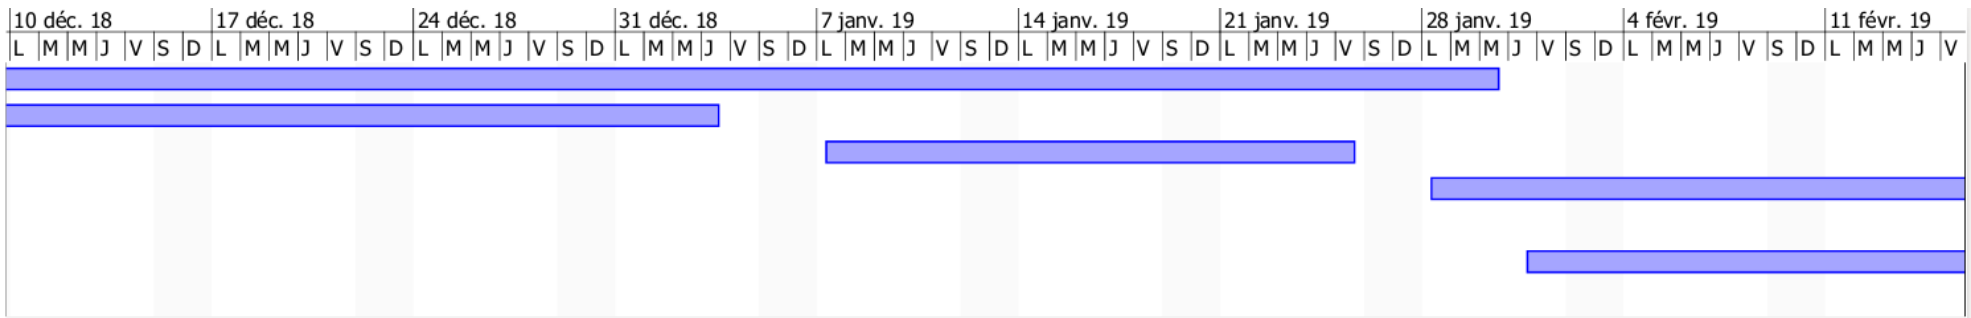 10 déc. 18 17 déc. 18 24 déc. 18 31 déc. 18 7 janv. 19 14 janv. 19 21 janv. 19 28 janv. 19 4 févr. 19 11 févr. 19
L M M J V S D L M M J V S D L M M J V S D L M M J V S D L M M J V S D L M M J V S D L M M J V S D L M M J V S D L M M J V S D L M M J V